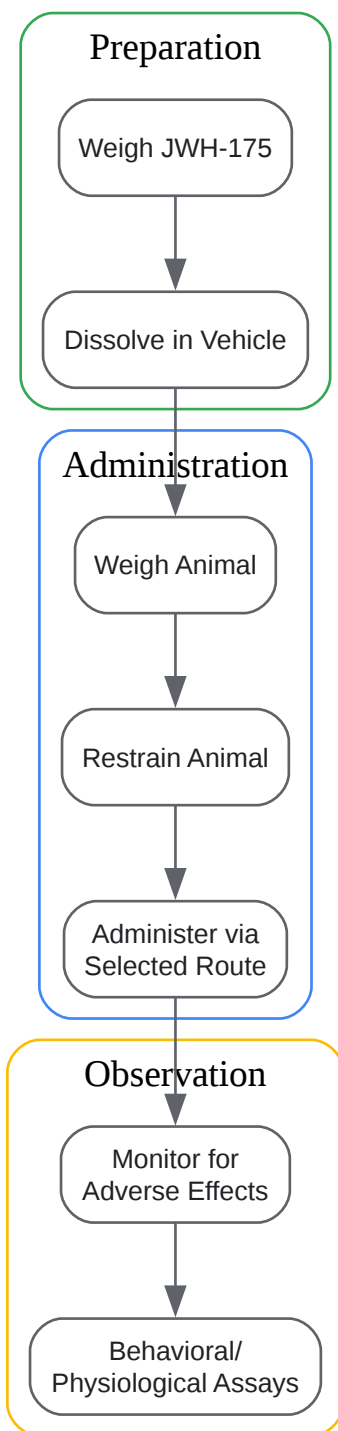 Preparation
Weigh JWH-175
Dissolve in Vehicle
Administration
Weigh Animal
Restrain Animal
Administer via
Selected Route
Observation
Monitor for
Adverse Effects
Behavioral/
Physiological Assays